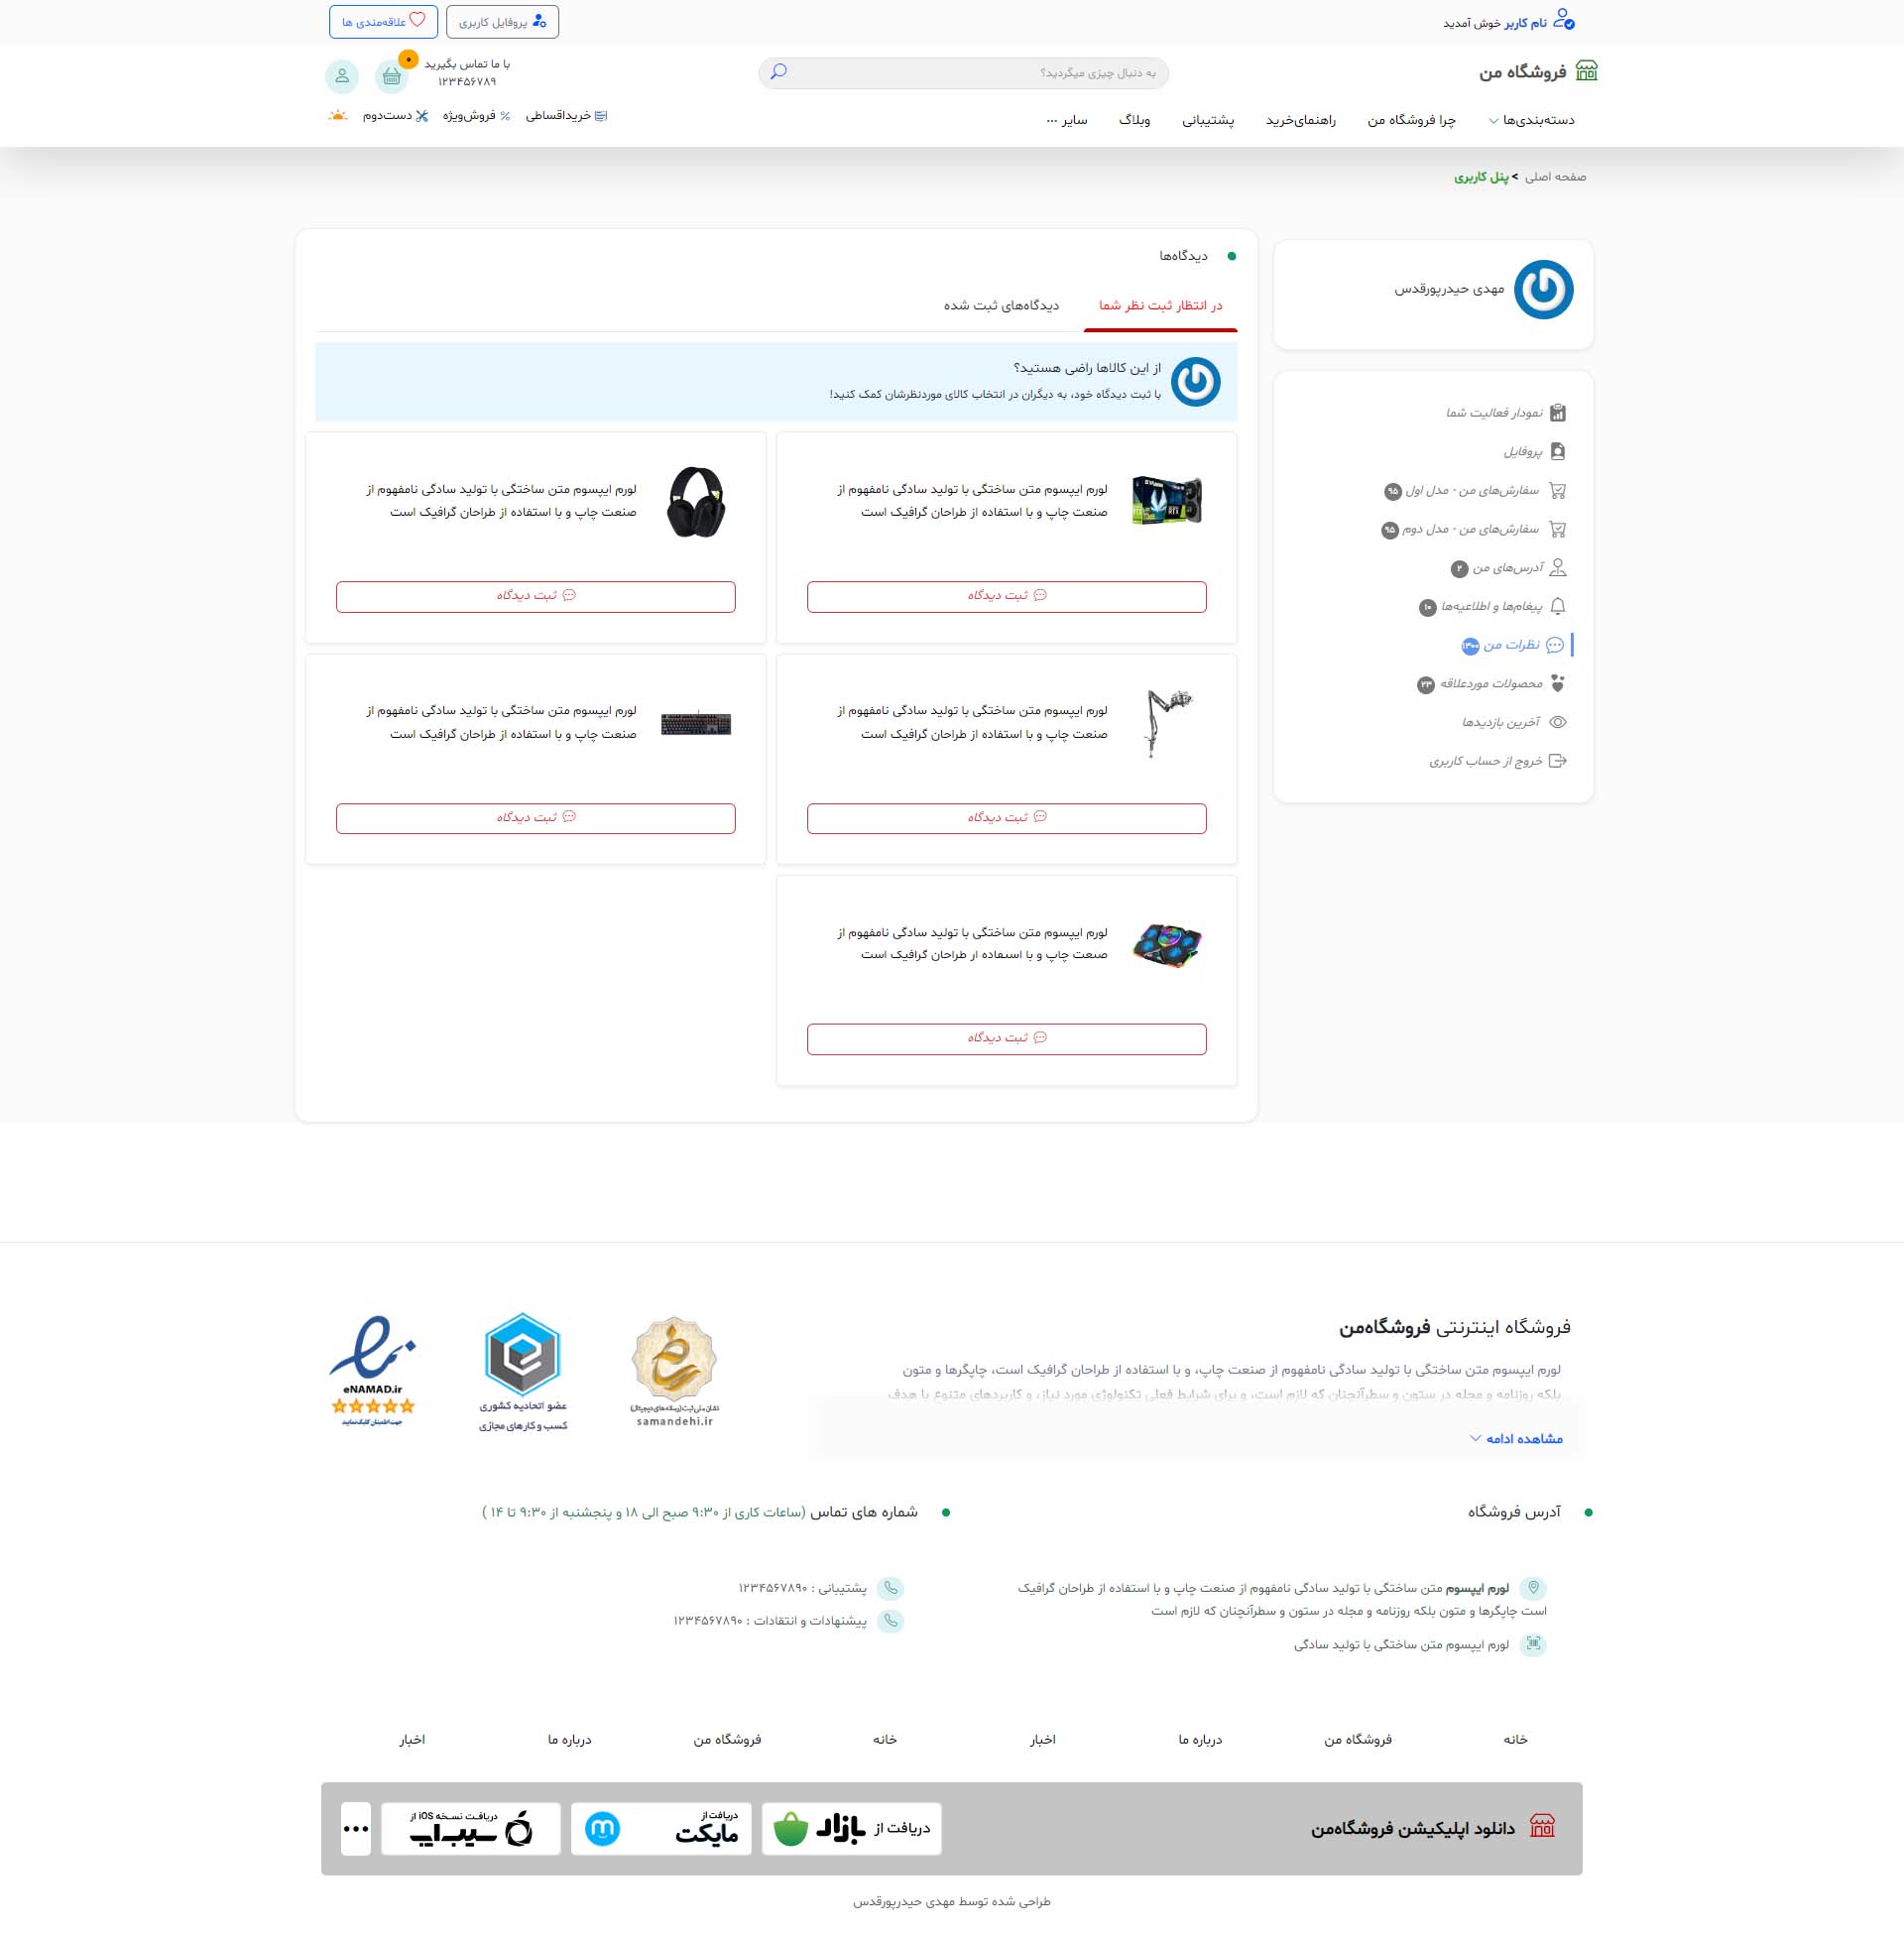 نام کاربر خوش آمدید
پروفایل کاربری
علاقه‌مندی ها
فروشگاه من
به دنبال چیزی میگردید؟
با ما تماس بگیرید
۱۲۳۴۵۶۷۸۹
۰
دسته‌بندی‌ها
چرا فروشگاه من
راهنمای‌خرید
پشتیبانی
وبلاگ
سایر
خریداقساطی
فروش‌ویژه
دست‌دوم
صفحه اصلی > پنل کاربری
مهدی حیدرپورقدس
نمودار فعالیت شما
پروفایل
سفارش‌های من - مدل اول ۹۵
سفارش‌های من - مدل دوم ۹۵
آدرس‌های من ۲
پیغام‌ها و اطلاعیه‌ها ۱۰
نظرات من ۱۳۰۰
محصولات موردعلاقه ۲۳
آخرین بازدیدها
خروج از حساب کاربری
دیدگاه‌ها
در انتظار ثبت نظر شما
دیدگاه‌های ثبت شده
از این کالاها راضی هستید؟
با ثبت دیدگاه خود، به دیگران در انتخاب کالای موردنظرشان کمک کنید!
لورم ایپسوم متن ساختگی با تولید سادگی نامفهوم از
صنعت چاپ و با استفاده از طراحان گرافیک است
ثبت دیدگاه
لورم ایپسوم متن ساختگی با تولید سادگی نامفهوم از
صنعت چاپ و با استفاده از طراحان گرافیک است
ثبت دیدگاه
لورم ایپسوم متن ساختگی با تولید سادگی نامفهوم از
صنعت چاپ و با استفاده از طراحان گرافیک است
ثبت دیدگاه
لورم ایپسوم متن ساختگی با تولید سادگی نامفهوم از
صنعت چاپ و با استفاده از طراحان گرافیک است
ثبت دیدگاه
لورم ایپسوم متن ساختگی با تولید سادگی نامفهوم از
صنعت چاپ و با استفاده از طراحان گرافیک است
ثبت دیدگاه
فروشگاه اینترنتی فروشگاه‌من
لورم ایپسوم متن ساختگی با تولید سادگی نامفهوم از صنعت چاپ، و با استفاده از طراحان گرافیک است، چاپگرها و متون
بلکه روزنامه و مجله در ستون و سطرآنچنان که لازم است، و برای شرایط فعلی تکنولوژی مورد نیاز، و کاربردهای متنوع با هدف
مشاهده ادامه
نشان ملی ثبت (رسانه‌های دیجیتال)
samandehi.ir
عضو اتحادیه کشوری
کسب و کارهای مجازی
eNAMAD.ir
جهت اطمینان کلیک نمایید
آدرس فروشگاه
لورم ایپسوم متن ساختگی با تولید سادگی نامفهوم از صنعت چاپ و با استفاده از طراحان گرافیک
است چاپگرها و متون بلکه روزنامه و مجله در ستون و سطرآنچنان که لازم است
لورم ایپسوم متن ساختگی با تولید سادگی
شماره های تماس (ساعات کاری از ۹:۳۰ صبح الی ۱۸ و پنجشنبه از ۹:۳۰ تا ۱۴ )
پشتیبانی : ۱۲۳۴۵۶۷۸۹۰
پیشنهادات و انتقادات : ۱۲۳۴۵۶۷۸۹۰
خانه
فروشگاه من
درباره ما
اخبار
خانه
فروشگاه من
درباره ما
اخبار
دانلود اپلیکیشن فروشگاه‌من
دریافت از بازار
دریافت از
مایکت
دریافت نسخه iOS از
سیب‌اپ
طراحی شده توسط مهدی حیدرپورقدس